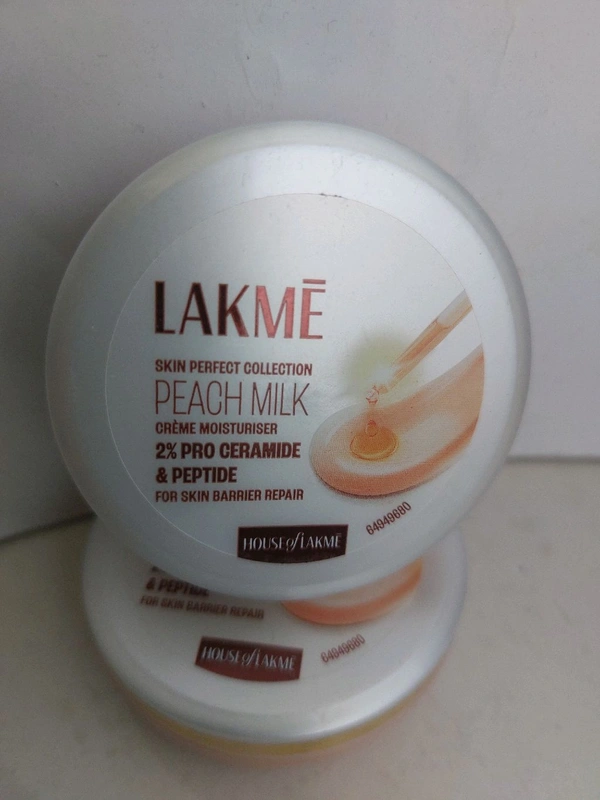 LAKMĒ
SKIN PERFECT COLLECTION
PEACH MILK
CRÈME MOISTURISER
2% PRO CERAMIDE
& PEPTIDE
FOR SKIN BARRIER REPAIR
64949680
HOUSE of LAKMĒ
& PEPTIDE
FOR SKIN BARRIER REPAIR
64949680
HOUSE of LAKMĒ